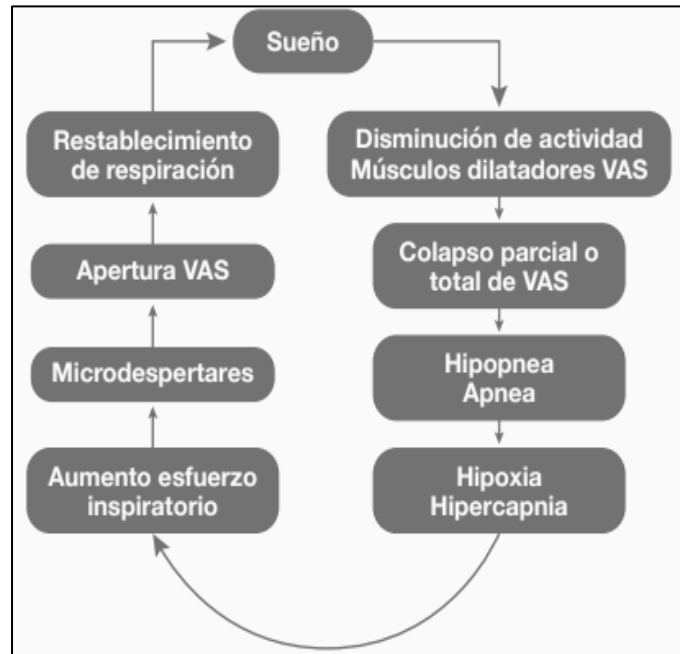 Sueño
Disminución de actividad
Músculos dilatadores VAS
Colapso parcial o
total de VAS
Hipopnea
Apnea
Hipoxia
Hipercapnia
Aumento esfuerzo
inspiratorio
Microdespertares
Apertura VAS
Restablecimiento
de respiración